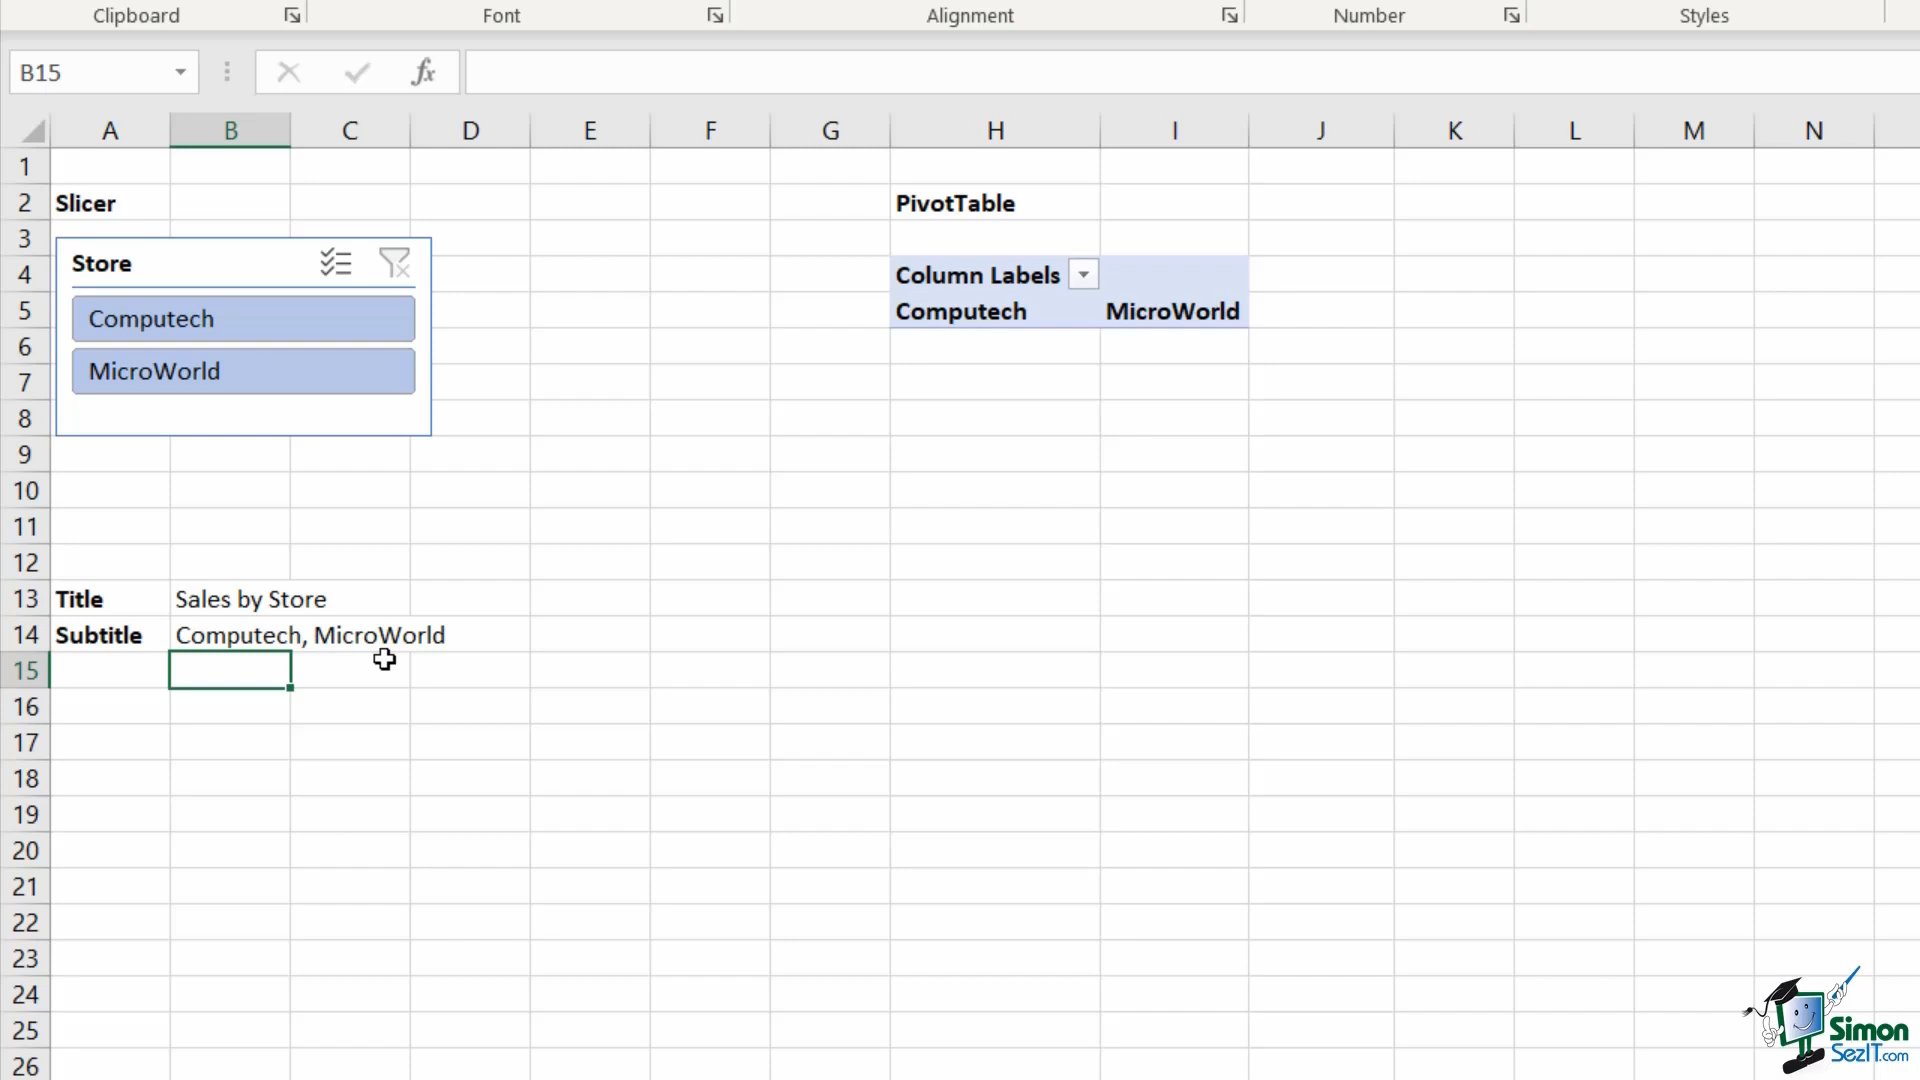 Clipboard Font Alignment Number Styles
B15 fx
A B C D E F G H I J K L M N
1
2 Slicer PivotTable
3
Store
4 Column Labels
5 Computech MicroWorld
Computech
6
7
MicroWorld
8
9
10
11
12
13 Title Sales by Store
14 Subtitle Computech, MicroWorld
15
16
17
18
19
20
21
22
23
24
25
26
Simon
SezIT.com